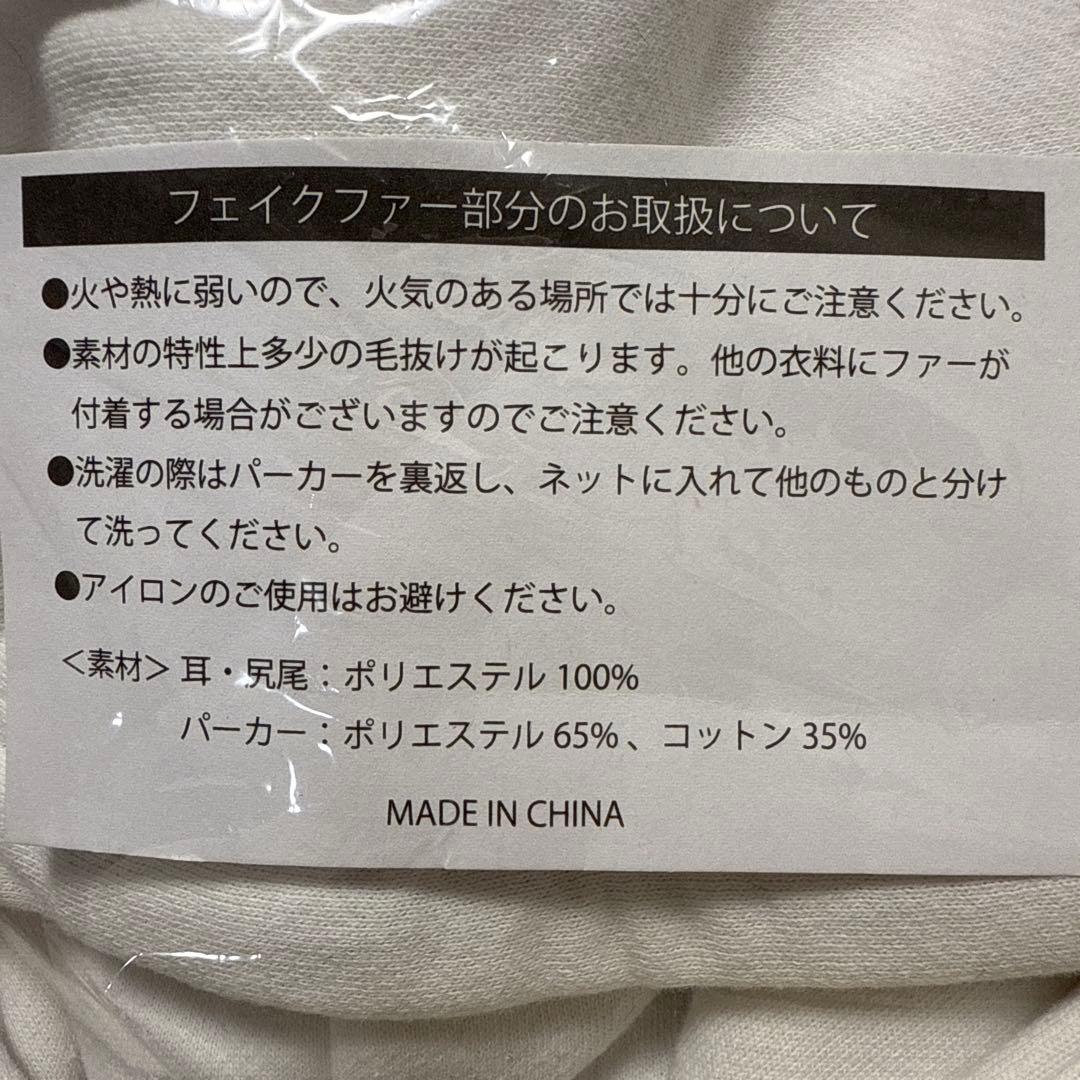 フェイクファー部分のお取扱について
●火や熱に弱いので、火気のある場所では十分にご注意ください。
●素材の特性上多少の毛抜けが起こります。他の衣料にファーが
付着する場合がございますのでご注意ください。
●洗濯の際はパーカーを裏返し、ネットに入れて他のものと分け
て洗ってください。
●アイロンのご使用はお避けください。
＜素材＞耳・尻尾：ポリエステル 100%
パーカー：ポリエステル 65%、コットン 35%
MADE IN CHINA